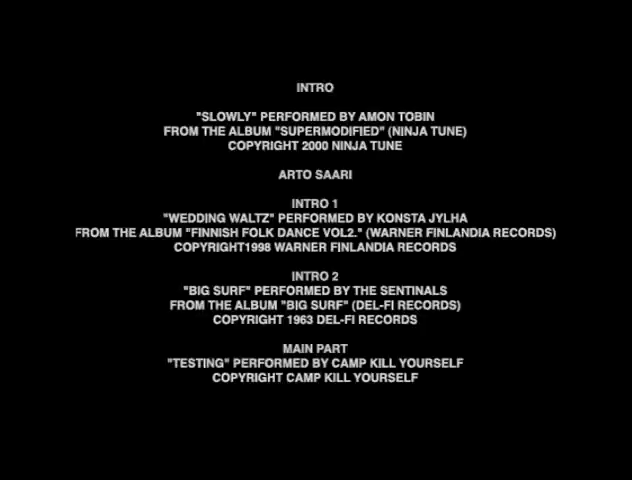 INTRO
"SLOWLY" PERFORMED BY AMON TOBIN
FROM THE ALBUM "SUPERMODIFIED" (NINJA TUNE)
COPYRIGHT 2000 NINJA TUNE
ARTO SAARI
INTRO 1
"WEDDING WALTZ" PERFORMED BY KONSTA JYLHA
FROM THE ALBUM "FINNISH FOLK DANCE VOL2." (WARNER FINLANDIA RECORDS)
COPYRIGHT1998 WARNER FINLANDIA RECORDS
INTRO 2
"BIG SURF" PERFORMED BY THE SENTINALS
FROM THE ALBUM "BIG SURF" (DEL-FI RECORDS)
COPYRIGHT 1963 DEL-FI RECORDS
MAIN PART
"TESTING" PERFORMED BY CAMP KILL YOURSELF
COPYRIGHT CAMP KILL YOURSELF